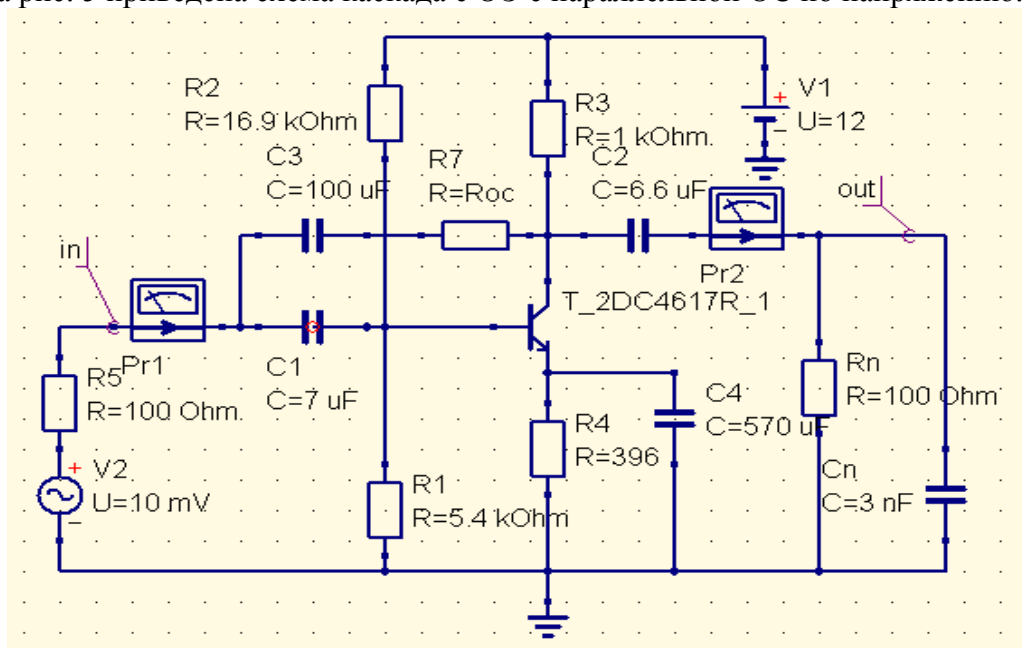 рис. 5 приведена схема каскада с ОЭ с параллельной ОС по напряжению.
R2
R=16.9 kOhm
C3
C=100 uF
R7
R=Roc
R3
R=1 kOhm
C2
C=6.6 uF
V1
U=12
+
_
in
out
Pr1
Pr2
T_2DC4617R_1
C1
C=7 uF
R5
R=100 Ohm
+
V2
U=10 mV
_
R4
R=396
C4
C=570 uF
Rn
R=100 Ohm
R1
R=5.4 kOhm
Cn
C=3 nF